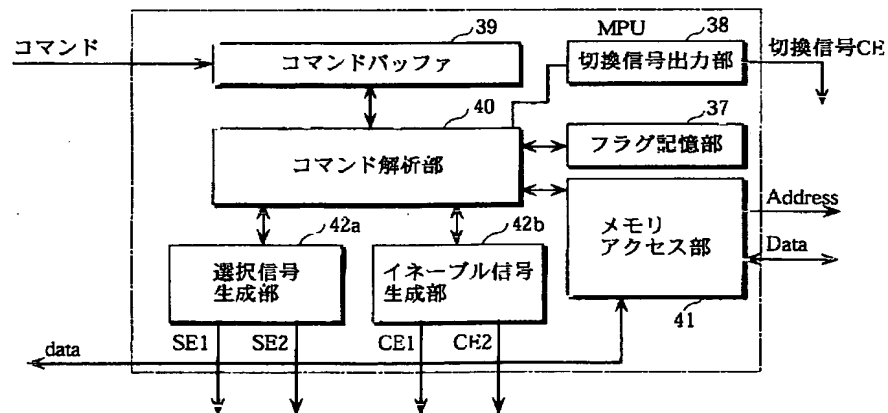 コマンド
39
コマンドバッファ
MPU
38
切換信号出力部
切換信号CE
40
コマンド解析部
37
フラグ記憶部
メモリ
アクセス部
41
Address
Data
42a
選択信号
生成部
42b
イネーブル信号
生成部
SE1
SE2
CE1
CE2
data